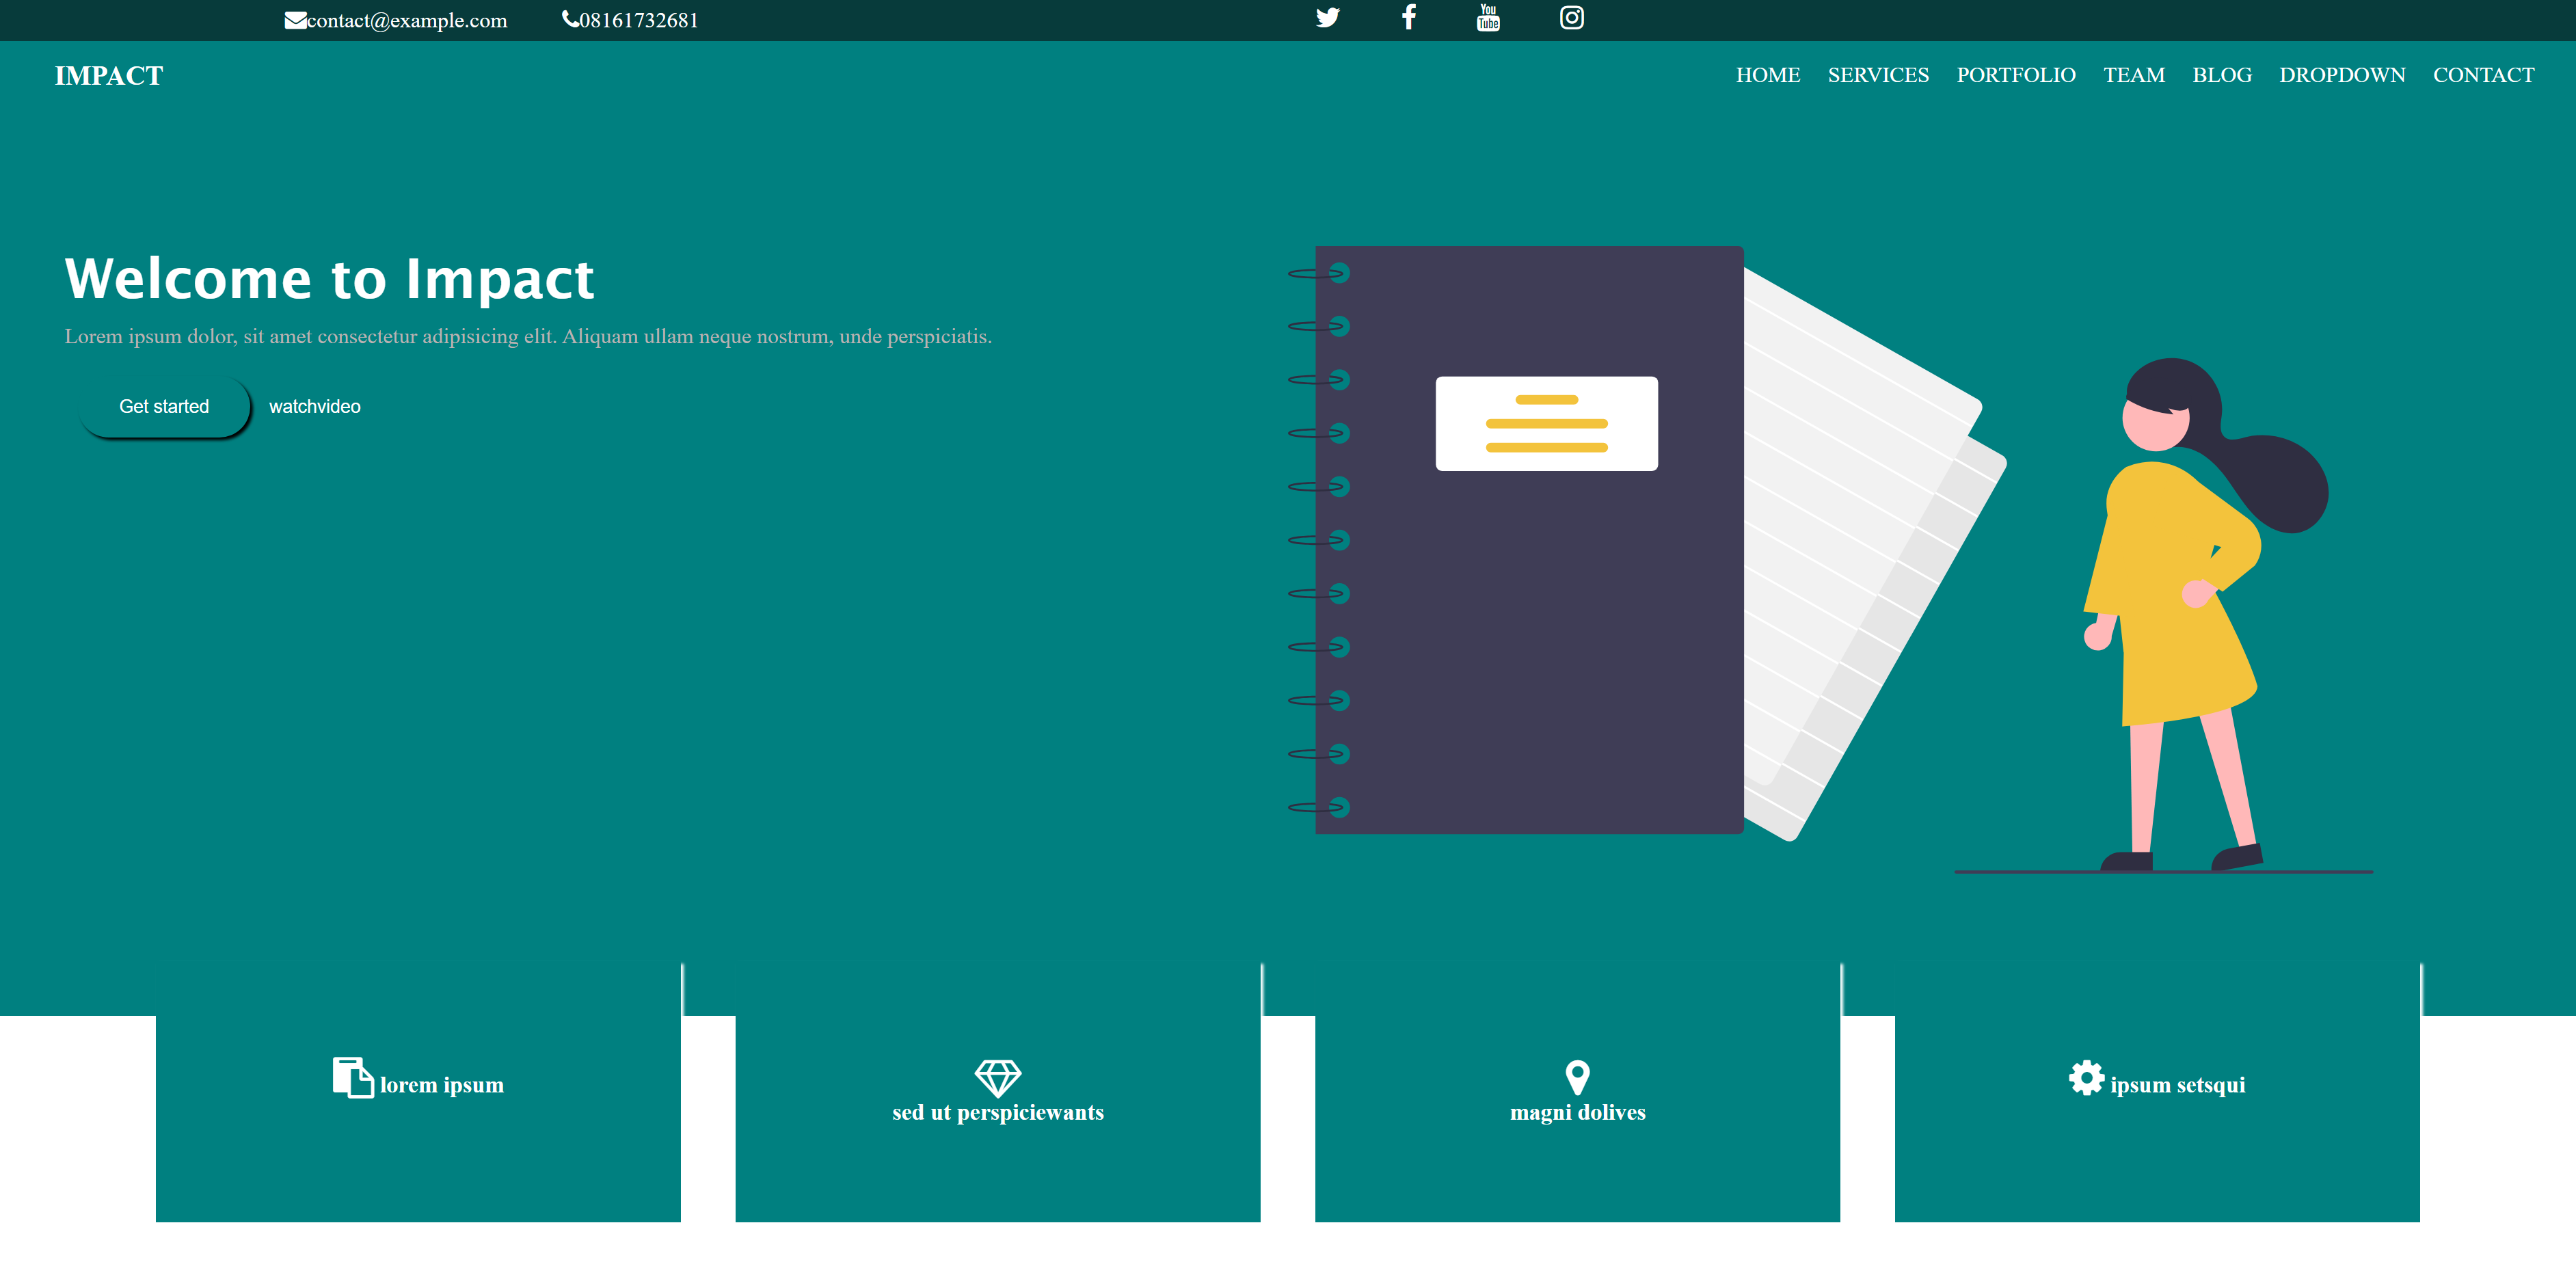 contact@example.com 08161732681 You Tube
IMPACT HOME SERVICES PORTFOLIO TEAM BLOG DROPDOWN CONTACT
Welcome to Impact
Lorem ipsum dolor, sit amet consectetur adipisicing elit. Aliquam ullam neque nostrum, unde perspiciatis.
Get started watchvideo
lorem ipsum
sed ut perspiciewants
magni dolives
ipsum setsqui